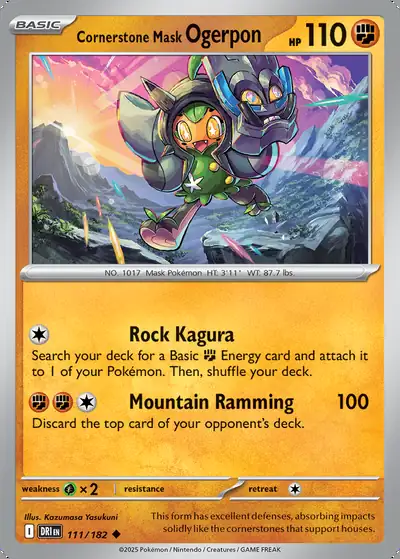 BASIC
Cornerstone Mask Ogerpon HP 110
NO. 1017 Mask Pokémon HT: 3'11" WT: 87.7 lbs.
Rock Kagura
Search your deck for a Basic Energy card and attach it
to 1 of your Pokémon. Then, shuffle your deck.
Mountain Ramming 100
Discard the top card of your opponent's deck.
weakness ×2 resistance retreat
Illus. Kazumasa Yasukuni
I DRI EN 111/182
This expert form has tremendous defenses, absorbing impacts
solidly like the cornerstones that support houses.
©2025 Pokémon / Nintendo / Creatures / GAME FREAK